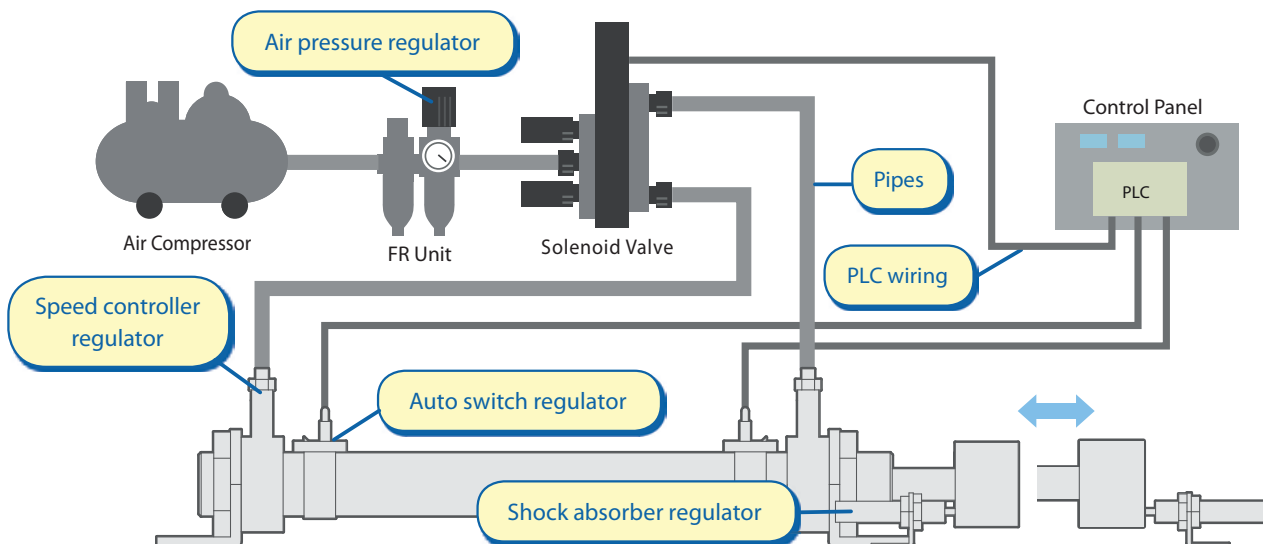 Air pressure regulator
Control Panel
PLC
Pipes
Air Compressor
FR Unit
Solenoid Valve
PLC wiring
Speed controller
regulator
Auto switch regulator
Shock absorber regulator